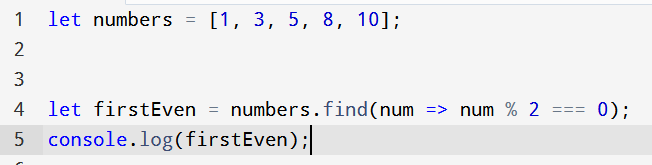 1 let numbers = [1, 3, 5, 8, 10];
2
3
4 let firstEven = numbers.find(num => num % 2 === 0);
5 console.log(firstEven);